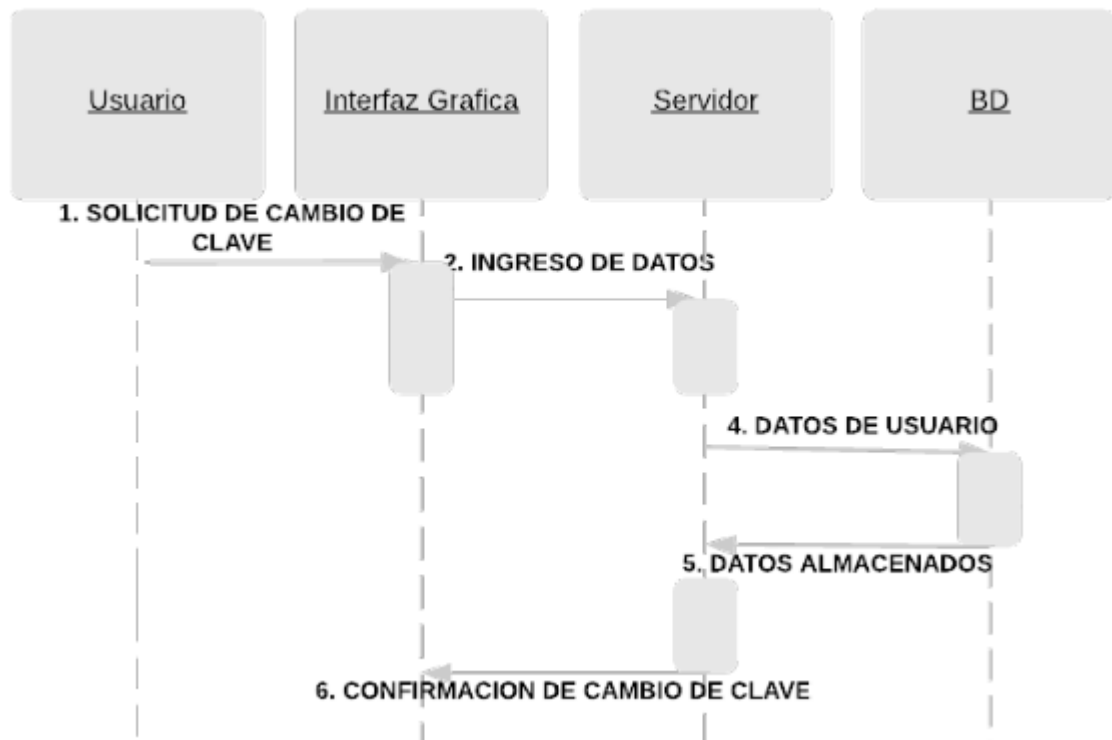 Usuario
Interfaz Grafica
Servidor
BD
1. SOLICITUD DE CAMBIO DE
CLAVE
2. INGRESO DE DATOS
4. DATOS DE USUARIO
5. DATOS ALMACENADOS
6. CONFIRMACION DE CAMBIO DE CLAVE